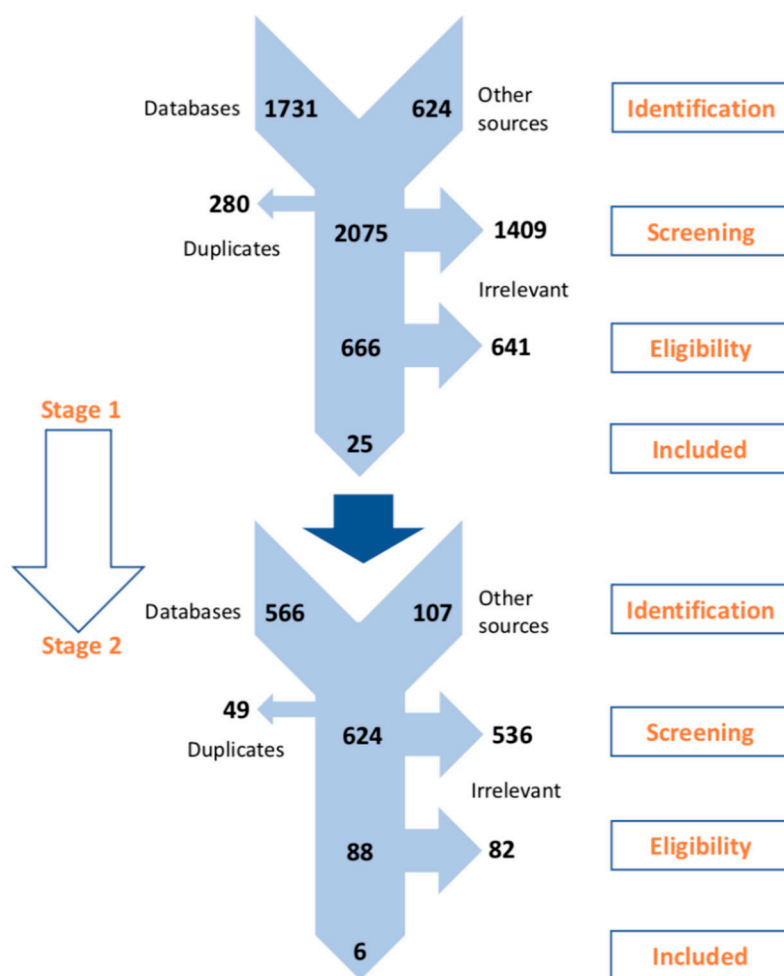 Databases 1731 624 Other
sources Identification
280
Duplicates
2075 1409 Screening
Irrelevant
666 641 Eligibility
Stage 1
25 Included
Databases 566 107 Other
sources Identification
Stage 2
49
Duplicates
624 536 Screening
Irrelevant
88 82 Eligibility
6 Included